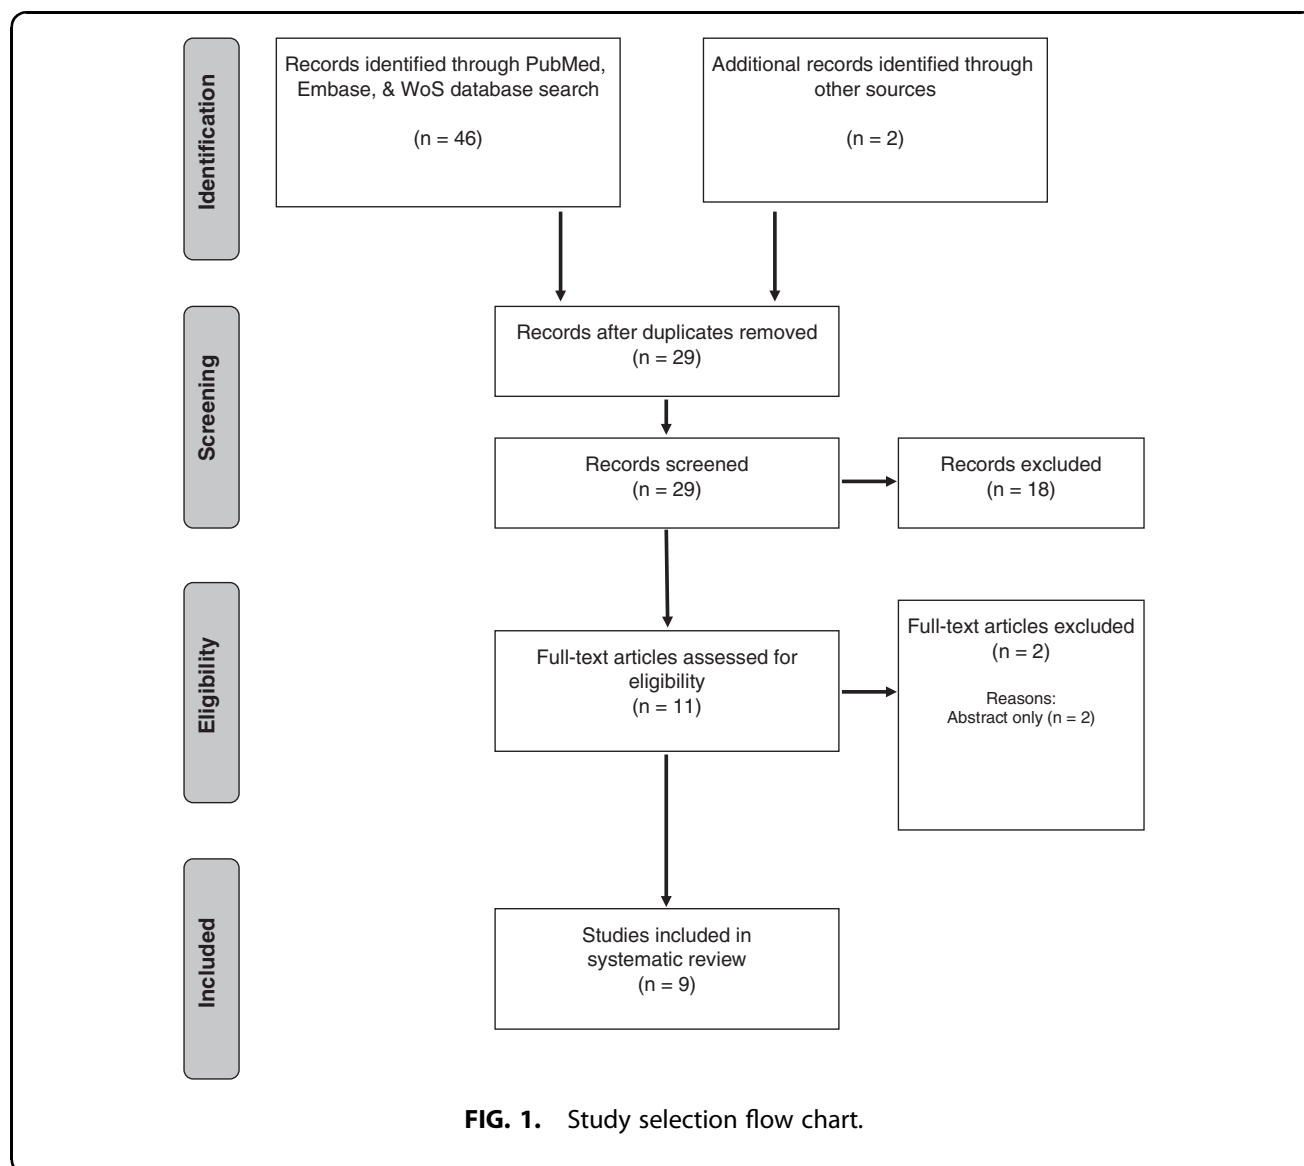 Identification
Records identified through PubMed,
Embase, & WoS database search
(n = 46)
Additional records identified through
other sources
(n = 2)
Screening
Records after duplicates removed
(n = 29)
Records screened
(n = 29)
Records excluded
(n = 18)
Eligibility
Full-text articles assessed for
eligibility
(n = 11)
Full-text articles excluded
(n = 2)
Reasons:
Abstract only (n = 2)
Included
Studies included in
systematic review
(n = 9)
FIG. 1. Study selection flow chart.